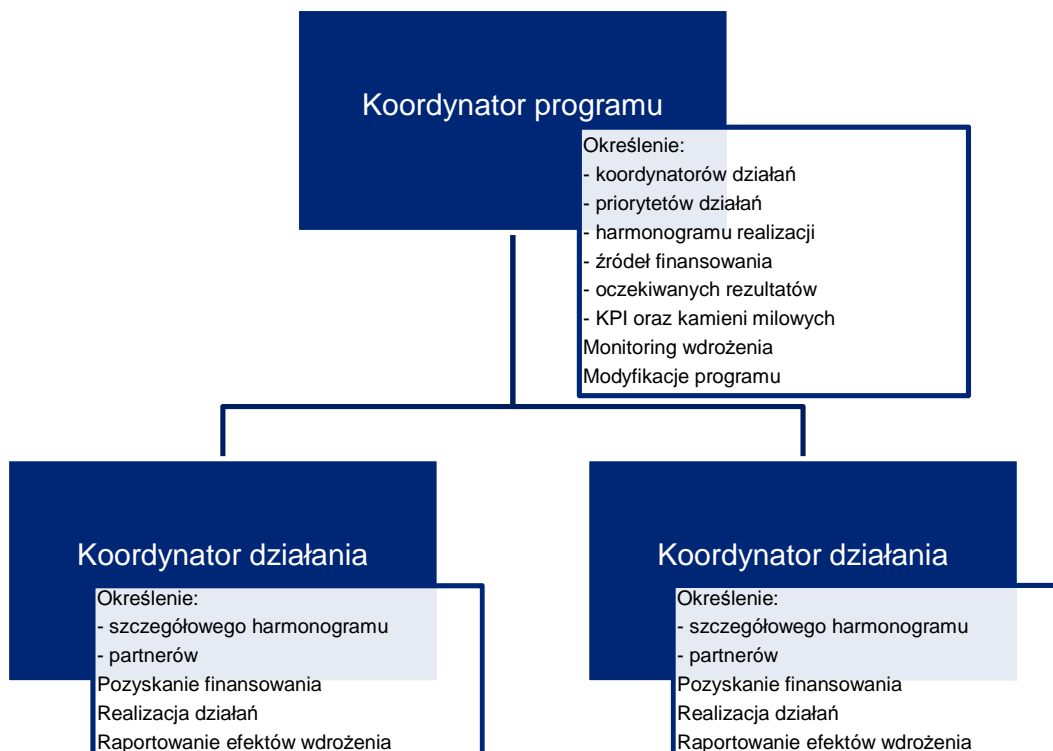 Koordynator programu
Określenie:
- koordynatorów działań
- priorytetów działań
- harmonogramu realizacji
- źródeł finansowania
- oczekiwanych rezultatów
- KPI oraz kamieni milowych
Monitoring wdrożenia
Modyfikacje programu
Koordynator działania
Określenie:
- szczegółowego harmonogramu
- partnerów
Pozyskanie finansowania
Realizacja działań
Raportowanie efektów wdrożenia
Koordynator działania
Określenie:
- szczegółowego harmonogramu
- partnerów
Pozyskanie finansowania
Realizacja działań
Raportowanie efektów wdrożenia